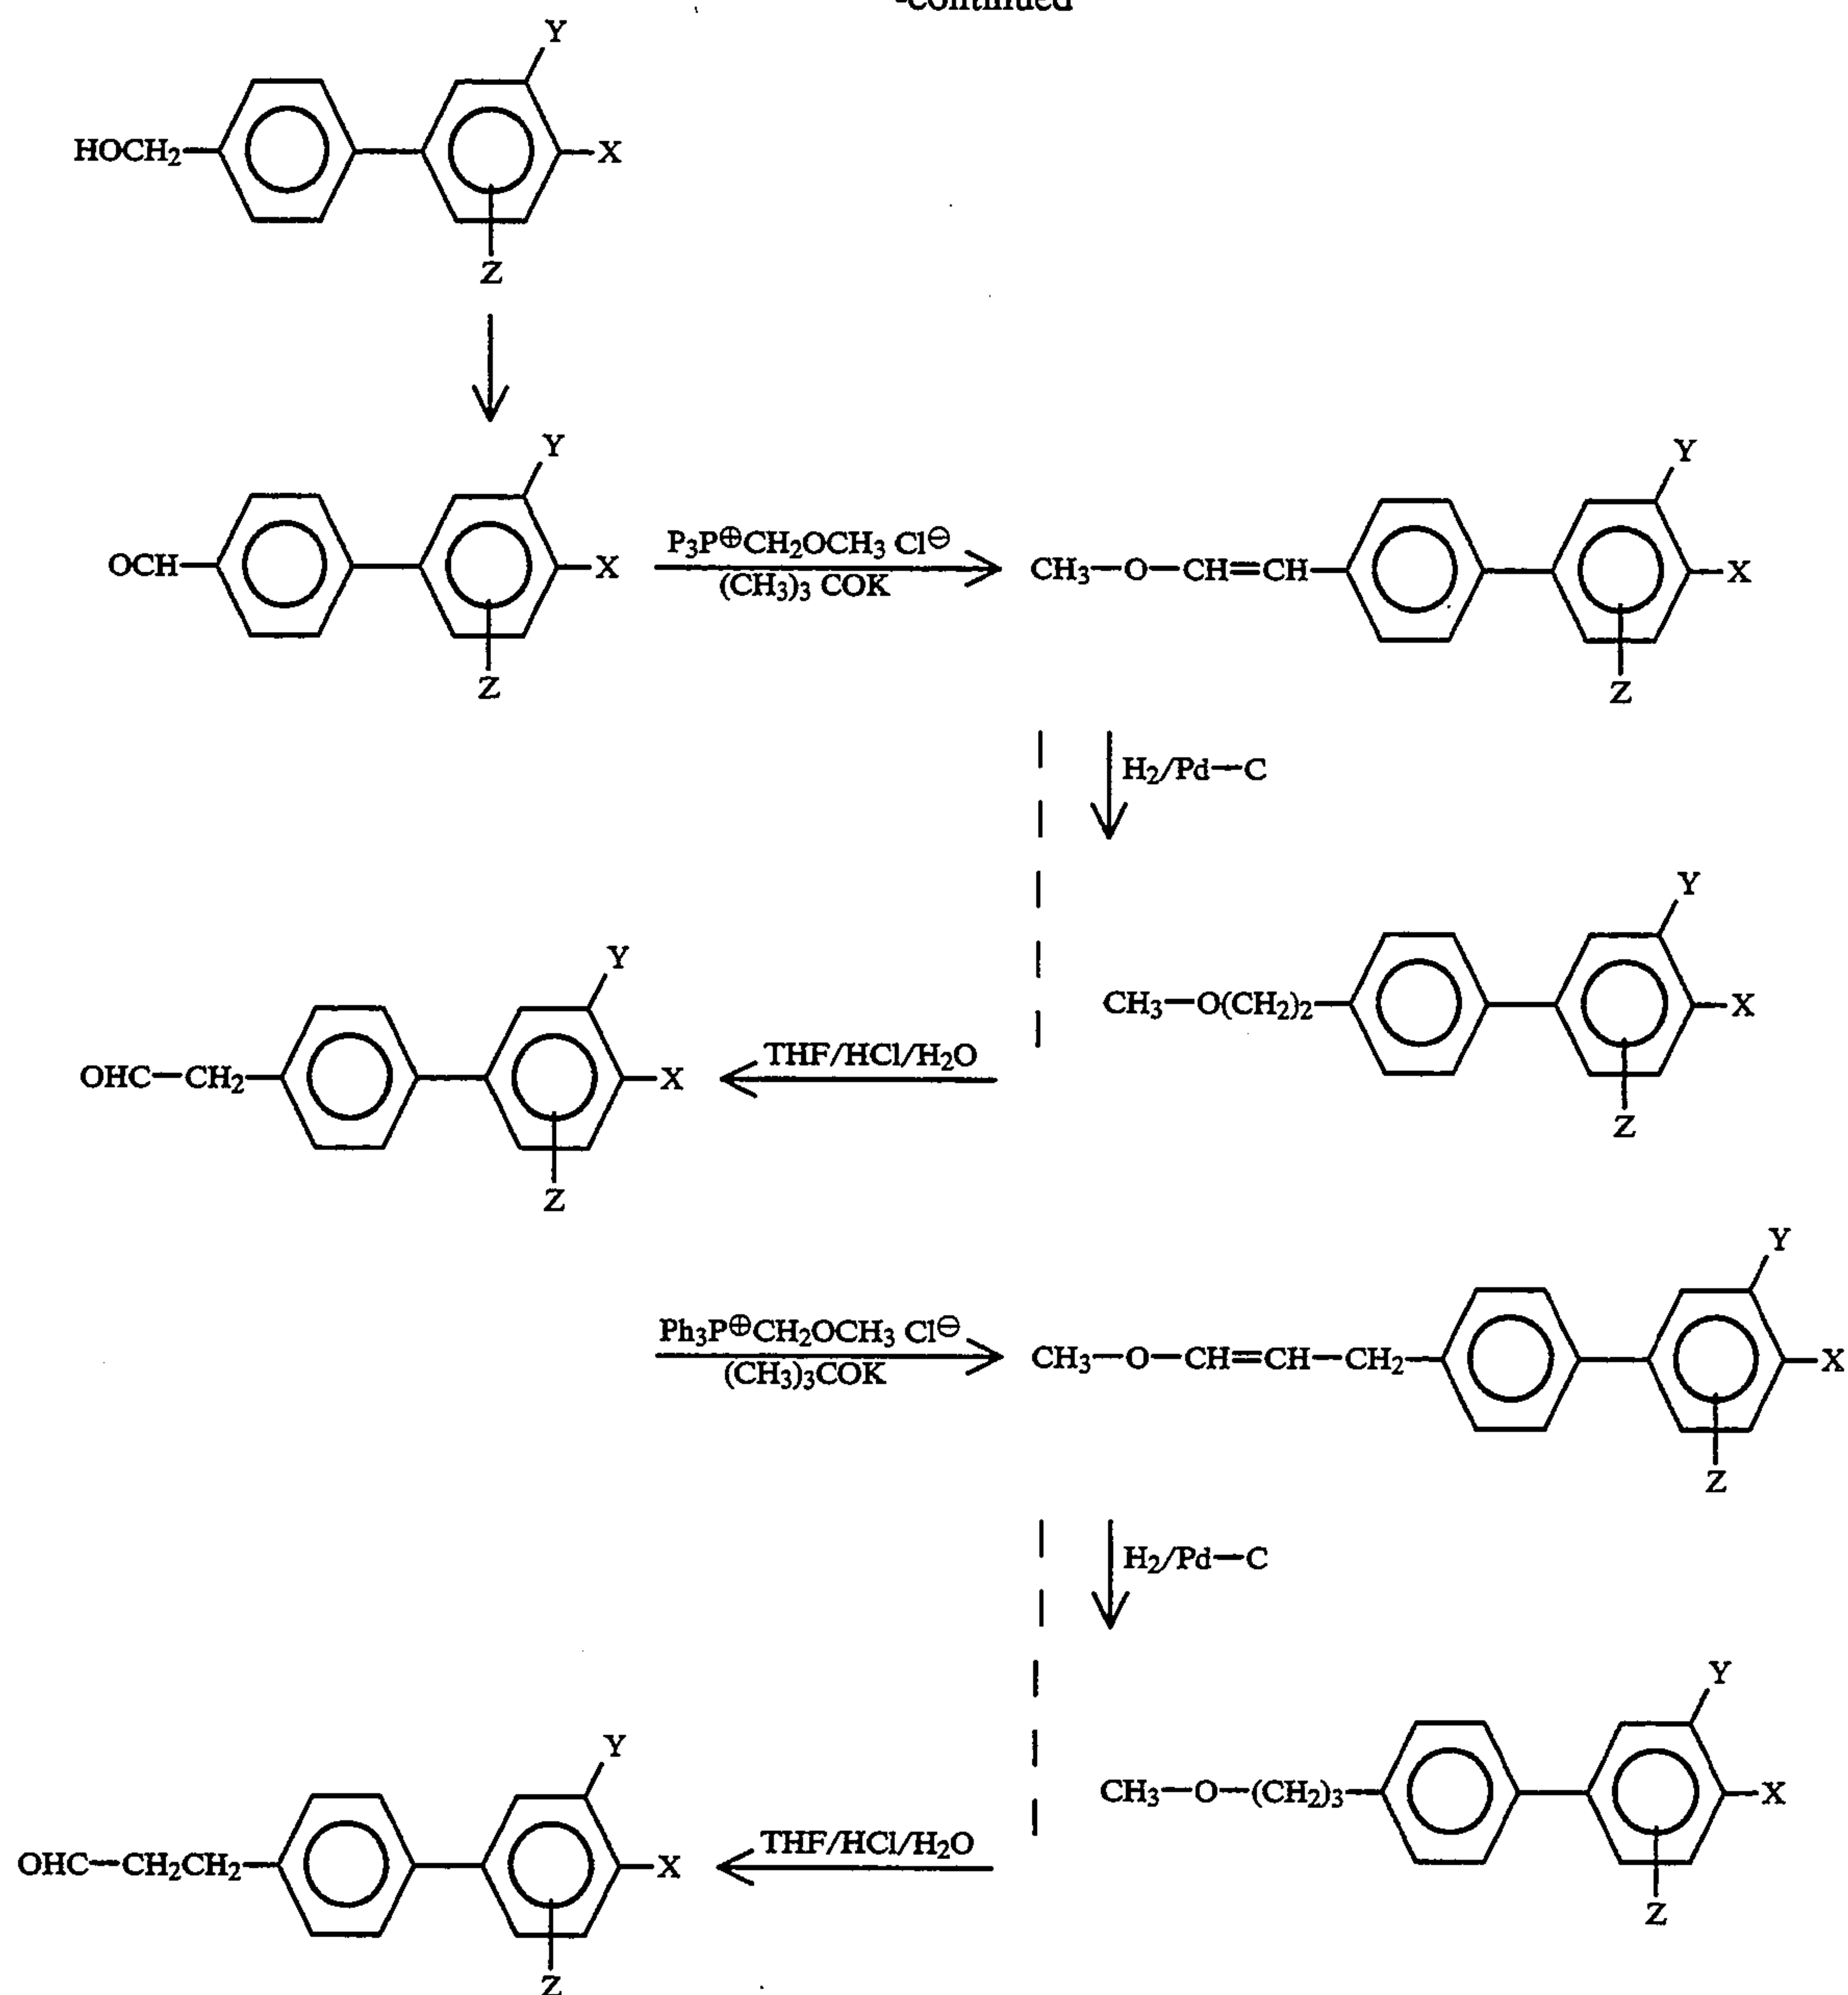 -continued
Y
HOCH2 X
Z
Y
OCH X
Z
P3P⊕CH2OCH3 Cl⊖
(CH3)3 COK
Y
CH3—O—CH=CH X
Z
H2/Pd—C
Y
CH3—O(CH2)2 X
Z
THF/HCl/H2O
Y
OHC—CH2 X
Z
Ph3P⊕CH2OCH3 Cl⊖
(CH3)3COK
Y
CH3—O—CH=CH—CH2 X
Z
H2/Pd—C
Y
CH3—O—(CH2)3 X
Z
THF/HCl/H2O
Y
OHC—CH2CH2 X
Z